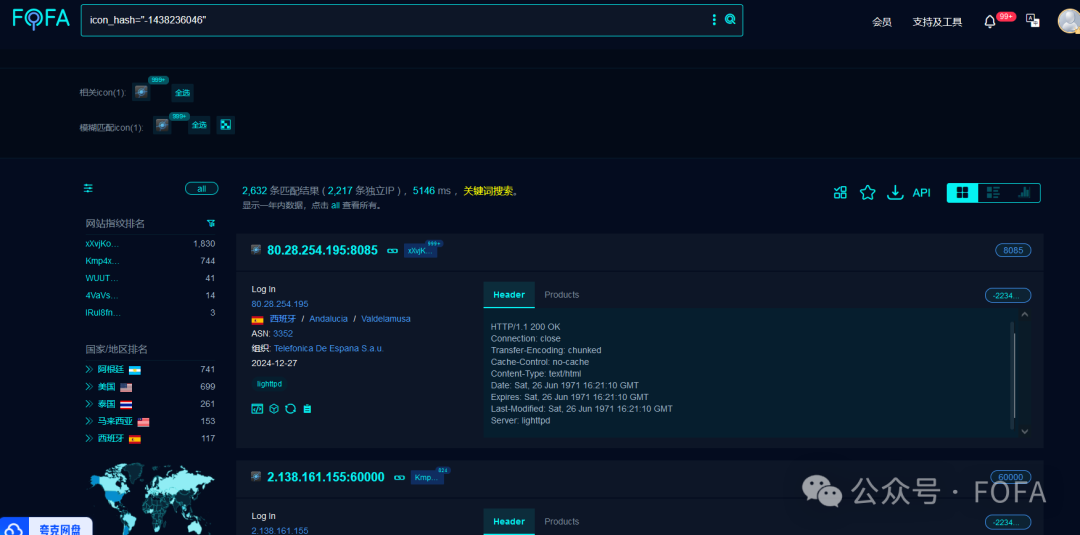 FOFA
icon_hash="-1438236046"
会员
支持及工具
99+
相关icon(1):
999+
全选
模糊匹配icon(1):
999+
全选
all
2,632 条匹配结果 ( 2,217 条独立IP ) ， 5146 ms ， 关键词搜索。
显示一年内数据，点击 all 查看所有。
API
网站指纹排名
xXvjKo... 1,830
Kmp4x... 744
WUUT... 41
4VaVs... 14
IRul8fn... 3
国家/地区排名
阿根廷 741
美国 699
泰国 261
马来西亚 153
西班牙 117
80.28.254.195:8085
xXvjK...
999+
8085
Log In
80.28.254.195
西班牙 / Andalucia / Valdelamusa
ASN: 3352
组织: Telefonica De Espana S.a.u.
2024-12-27
lighttpd
Header Products
-2234...
HTTP/1.1 200 OK
Connection: close
Transfer-Encoding: chunked
Cache-Control: no-cache
Content-Type: text/html
Date: Sat, 26 Jun 1971 16:21:10 GMT
Expires: Sat, 26 Jun 1971 16:21:10 GMT
Last-Modified: Sat, 26 Jun 1971 16:21:10 GMT
Server: lighttpd
2.138.161.155:60000
Kmp...
60000
Log In
2.138.161.155
Header Products
-2234...
公众号 · FOFA
夸克网盘